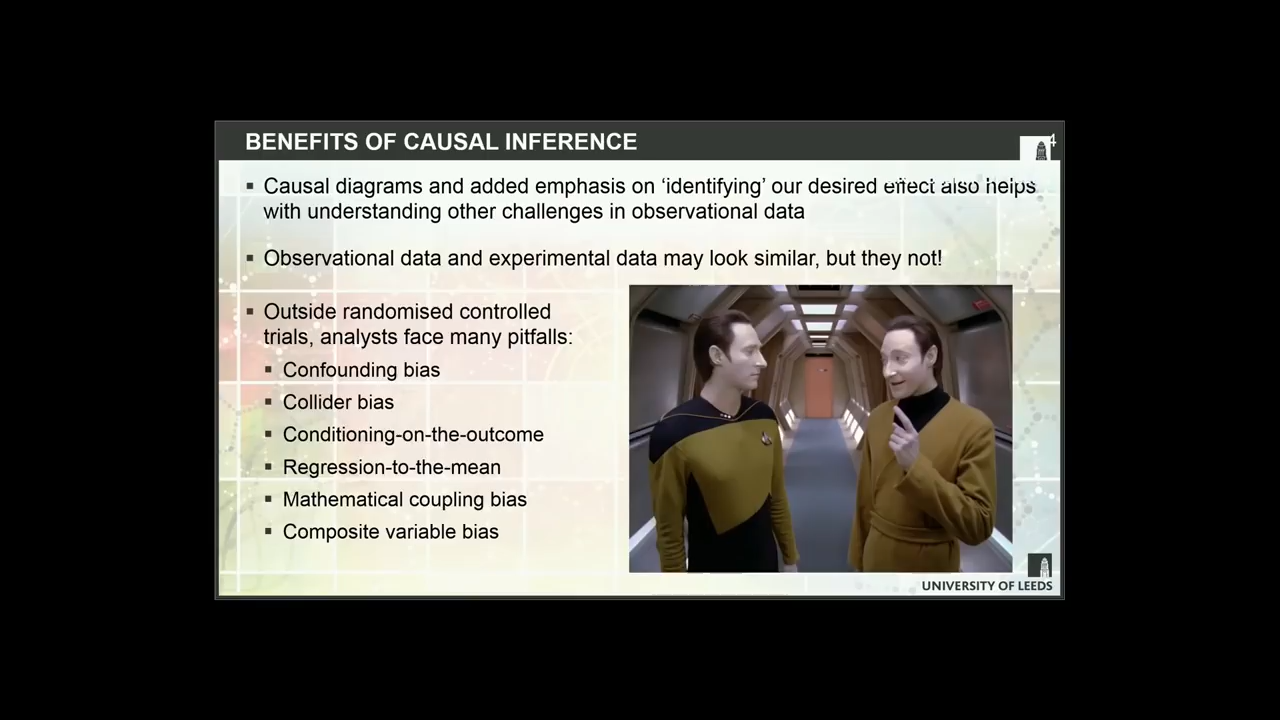 BENEFITS OF CAUSAL INFERENCE
4
Causal diagrams and added emphasis on ‘identifying’ our desired effect also helps
with understanding other challenges in observational data
Observational data and experimental data may look similar, but they not!
Outside randomised controlled
trials, analysts face many pitfalls:
Confounding bias
Collider bias
Conditioning-on-the-outcome
Regression-to-the-mean
Mathematical coupling bias
Composite variable bias
UNIVERSITY OF LEEDS